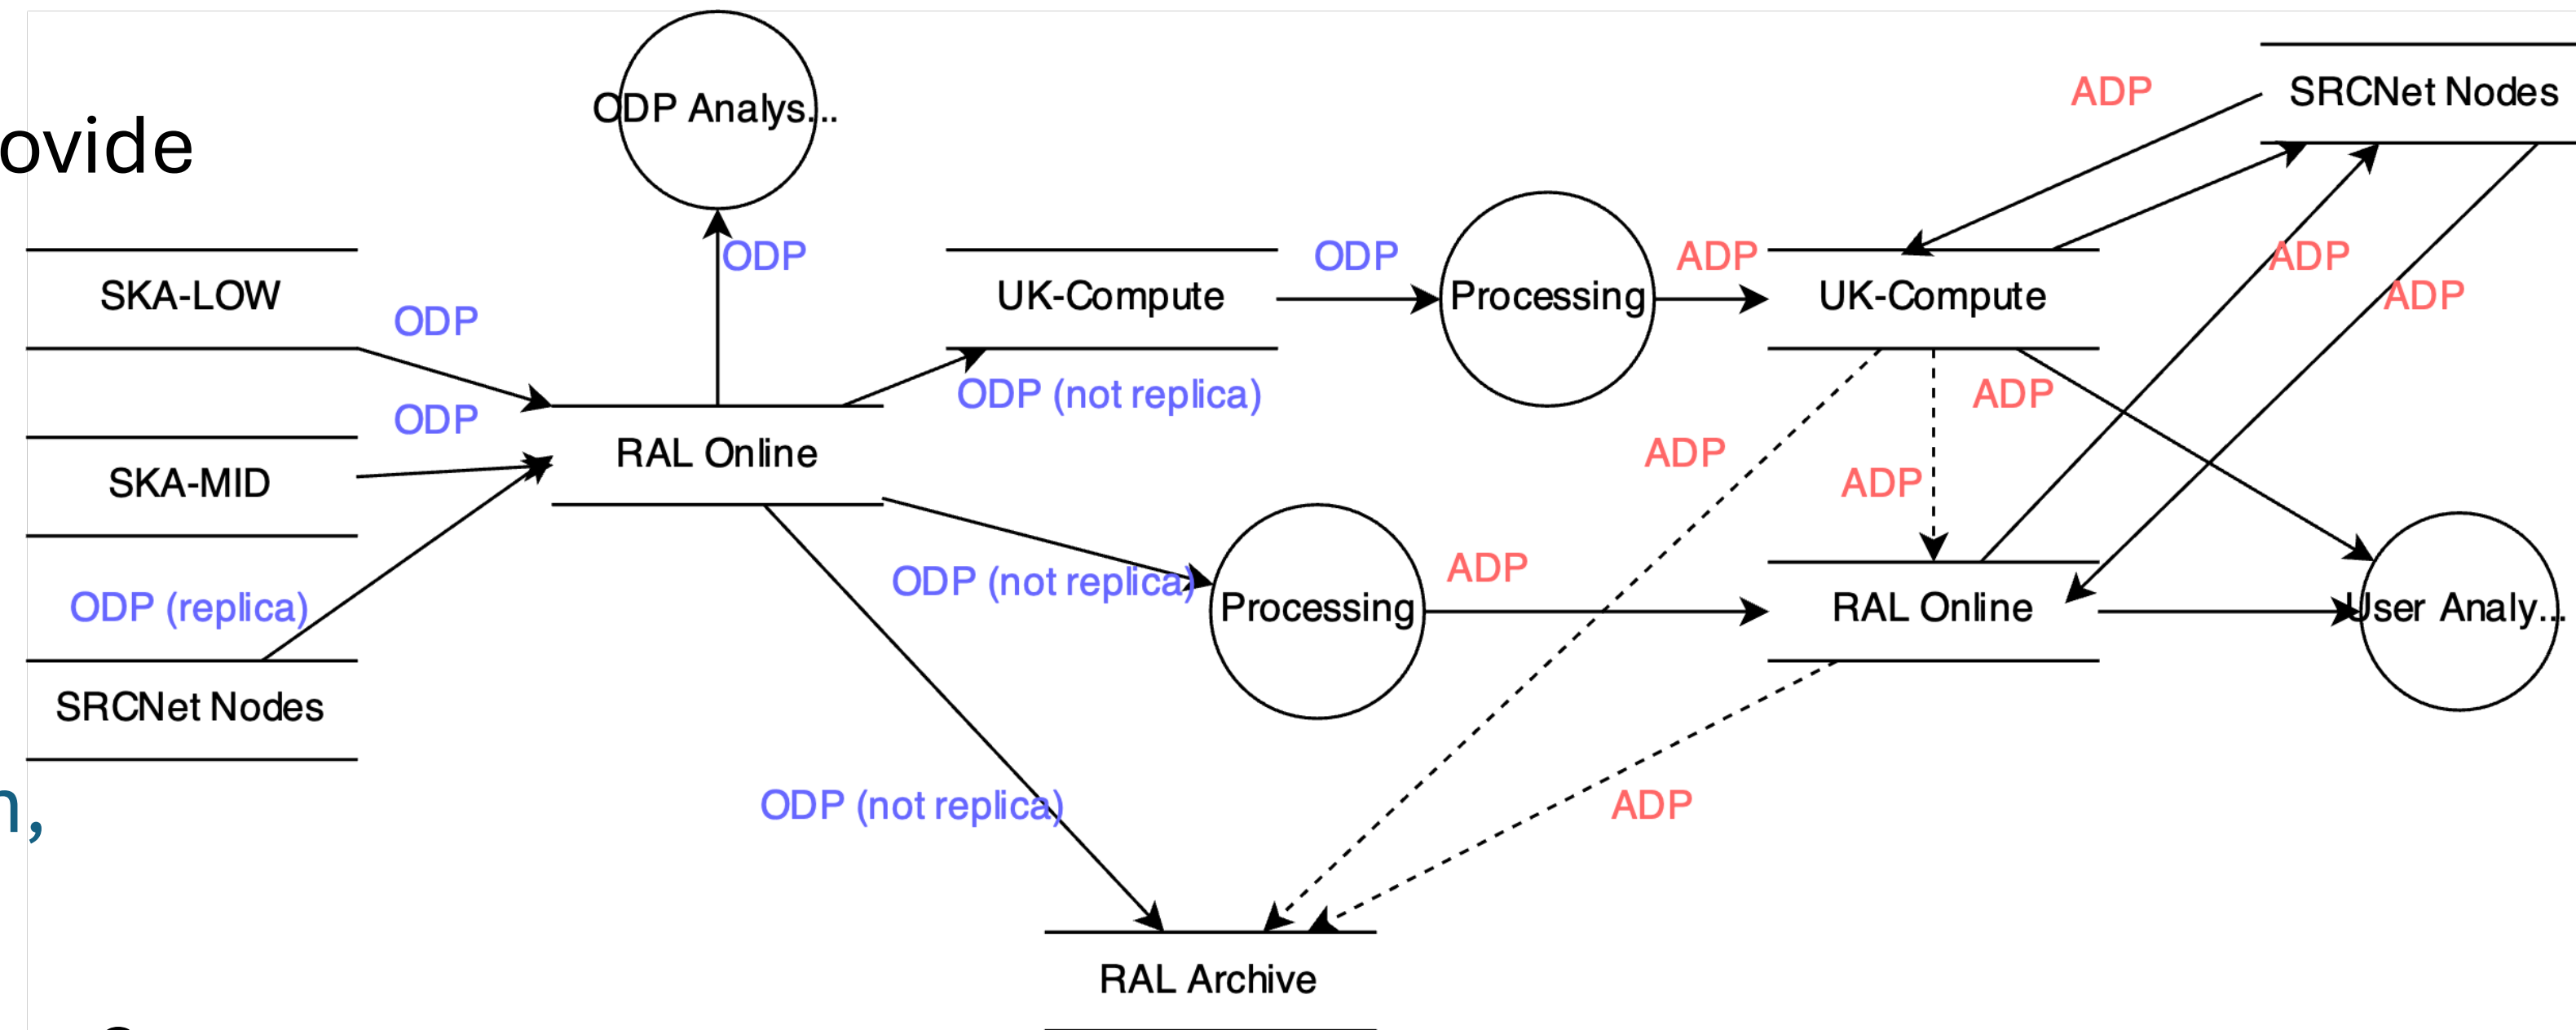 ovide
ODP Analys...
SRCNet Nodes
ADP
ODP
ODP
ADP
ADP
SKA-LOW
UK-Compute
Processing
UK-Compute
ADP
ODP
ODP
ODP (not replica)
ADP
RAL Online
ADP
SKA-MID
ADP
ODP (not replica)
ADP
ODP (replica)
Processing
RAL Online
User Analy...
SRCNet Nodes
n,
ODP (not replica)
ADP
RAL Archive